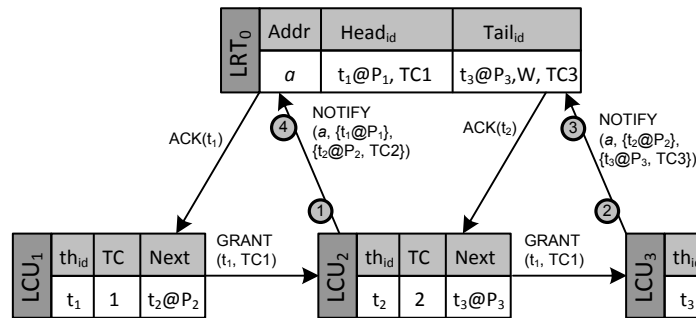 LRT0
Addr Headid Tailid
a t1@P1, TC1 t3@P3,W, TC3
ACK(t1)
4
NOTIFY
(a, {t1@P1},
{t2@P2, TC2})
1
ACK(t2)
3
NOTIFY
(a, {t2@P2},
{t3@P3, TC3})
2
LCU1
thid TC Next
t1 1 t2@P2
GRANT
(t1, TC1)
LCU2
thid TC Next
t2 2 t3@P3
GRANT
(t1, TC1)
LCU3
thid
t3